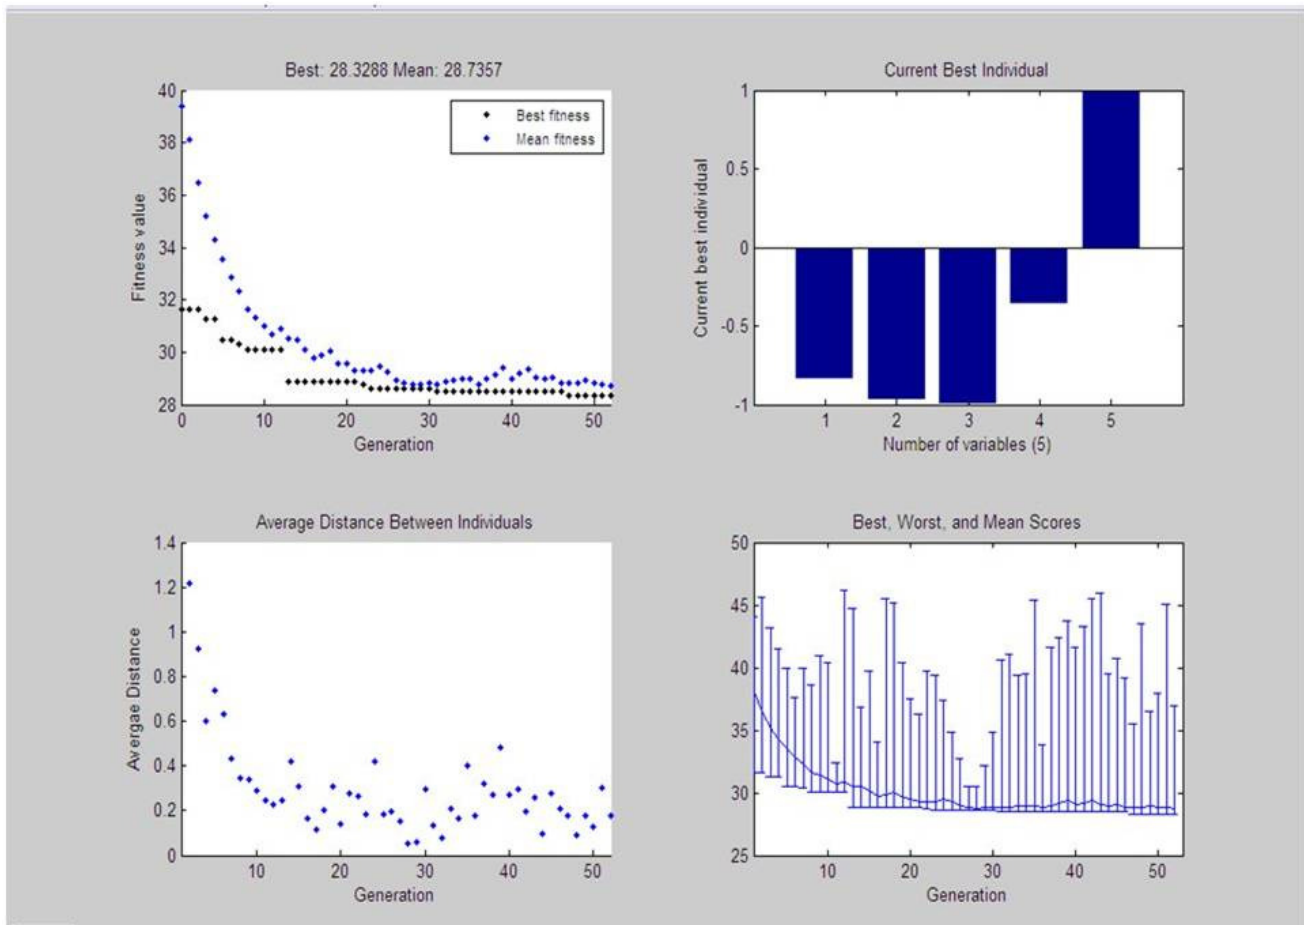 Best: 28.3288 Mean: 28.7357
40
38
36
34
32
30
28
Fitness value
Best fitness
Mean fitness
0 10 20 30 40 50
Generation
Current Best Individual
1
0.5
0
-0.5
-1
Current best individual
1 2 3 4 5
Number of variables (5)
Average Distance Between Individuals
1.4
1.2
1
0.8
0.6
0.4
0.2
0
Avergae Distance
10 20 30 40 50
Generation
Best, Worst, and Mean Scores
50
45
40
35
30
25
10 20 30 40 50
Generation